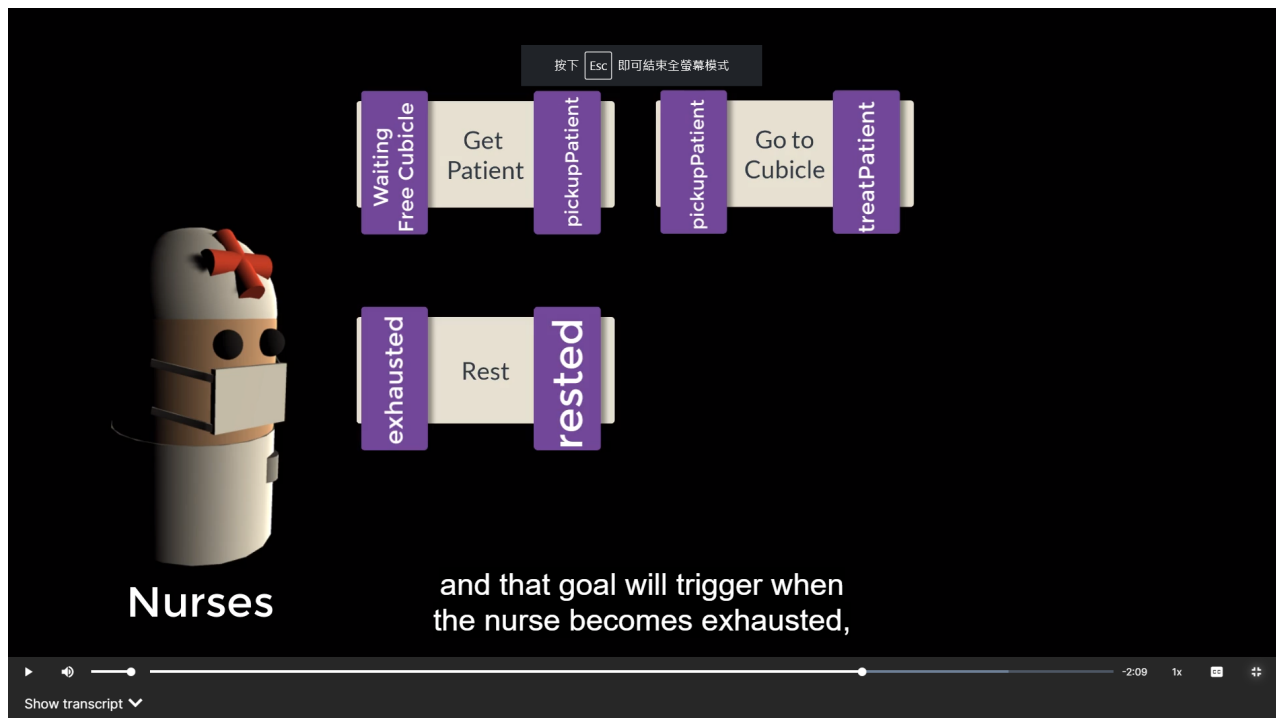 按下 Esc 即可結束全螢幕模式
Waiting
Free Cubicle
Get
Patient
pickupPatient
pickupPatient
Go to
Cubicle
treatPatient
exhausted
Rest
rested
Nurses
and that goal will trigger when
the nurse becomes exhausted,
-2:09
1x
CC
Show transcript